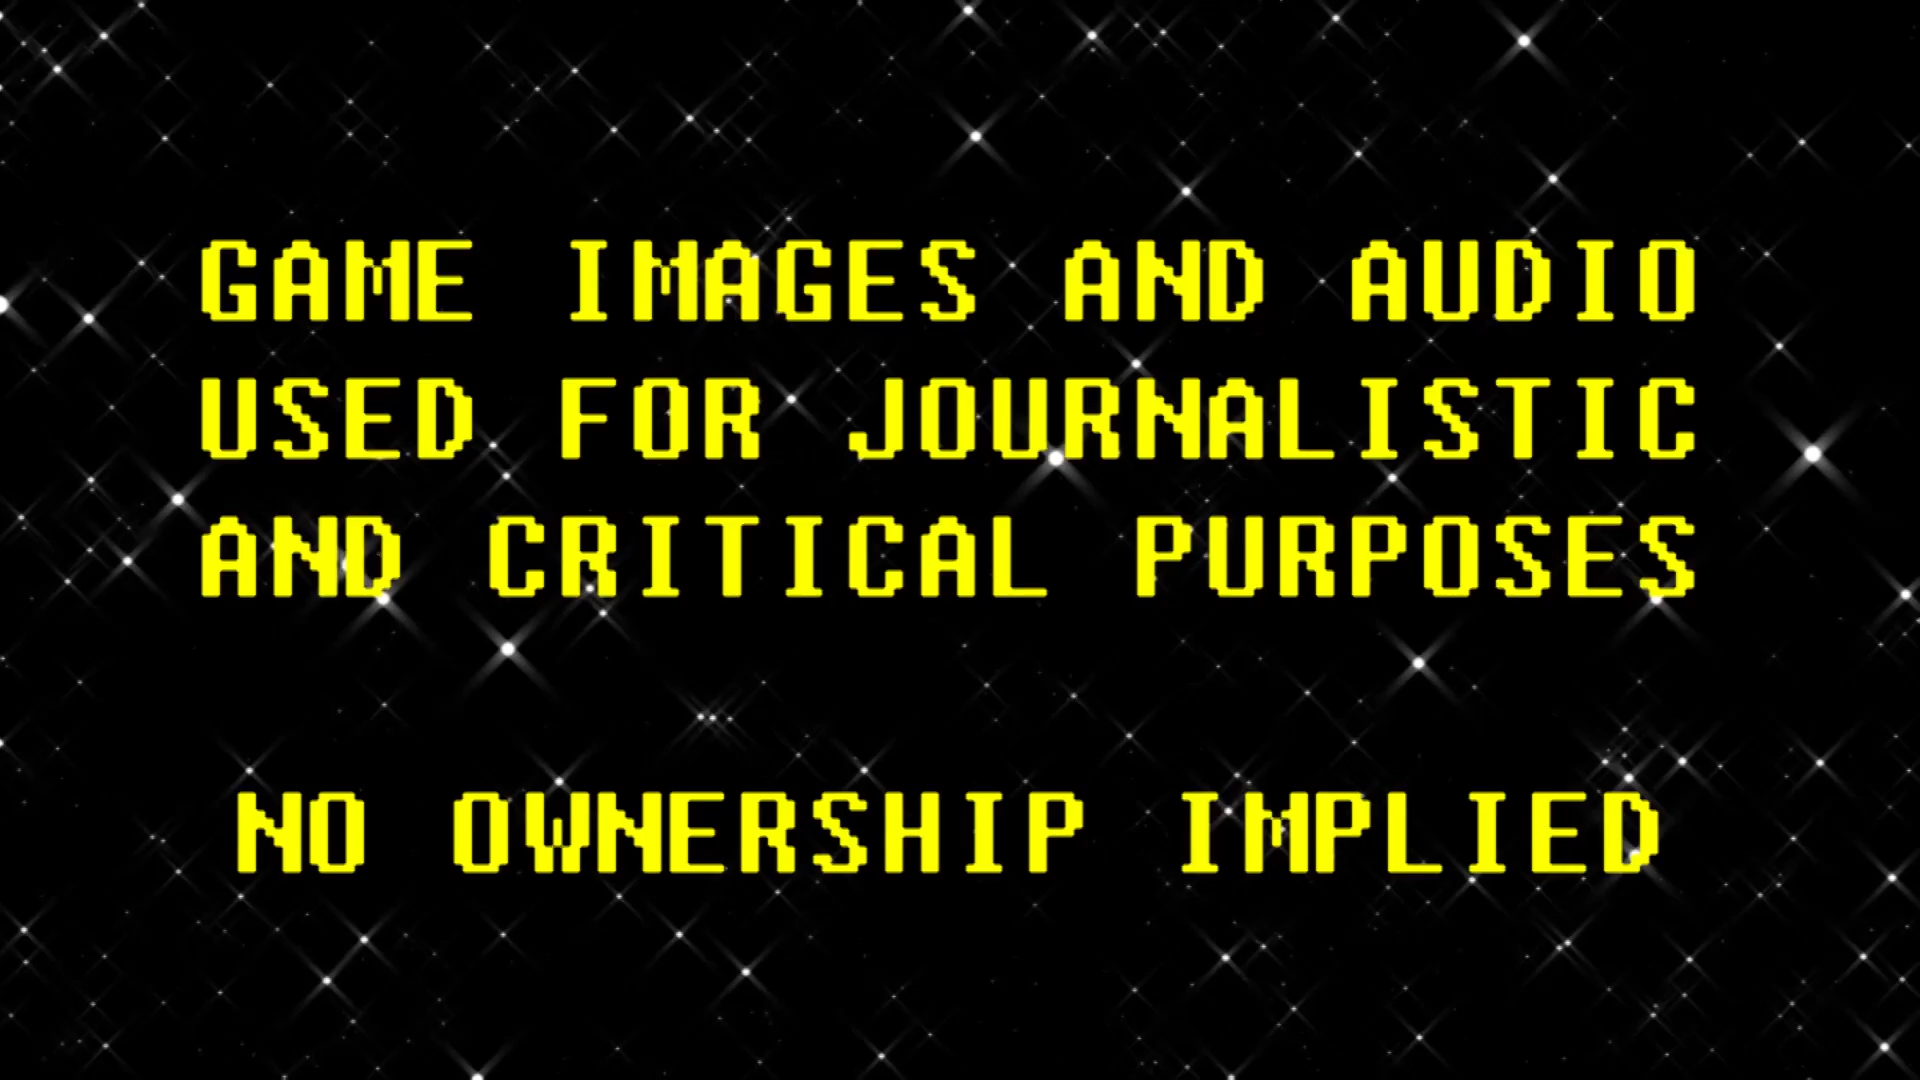 GAME IMAGES AND AUDIO
USED FOR JOURNALISTIC
AND CRITICAL PURPOSES
NO OWNERSHIP IMPLIED